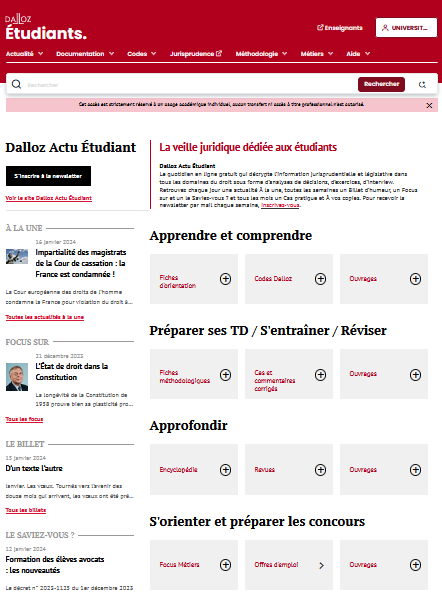 DALLOZ
Étudiants.
Enseignants
UNIVERSIT...
Actualité
Documentation
Codes
Jurisprudence
Méthodologie
Métiers
Aide
Rechercher
Rechercher
Cet accès est strictement réservé à un usage académique individuel, aucun transfert ni accès à titre professionnel n'est autorisé.
Dalloz Actu Étudiant
S'inscrire à la newsletter
Voir le site Dalloz Actu Étudiant
La veille juridique dédiée aux étudiants
Dalloz Actu Étudiant
Le quotidien en ligne gratuit qui décrypte l'information jurisprudentielle et législative dans
tous les domaines du droit sous forme d'analyses de décisions, d'exercices, d'interview.
Retrouvez chaque jour une actualité À la une, toutes les semaines un Billet d'humeur, un Focus
sur et un Le Saviez-vous ? et tous les mois un Cas pratique et À vos copies. Pour recevoir la
newsletter par mail chaque semaine, inscrivez-vous.
À LA UNE
16 janvier 2024
Impartialité des magistrats
de la Cour de cassation : la
France est condamnée !
La Cour européenne des droits de l'homme
condamne la France pour violation du droit à...
Toutes les actualités à la une
FOCUS SUR
21 décembre 2023
L'État de droit dans la
Constitution
La longévité de la Constitution de
1958 prouve bien sa plasticité pro...
Tous les focus
LE BILLET
15 janvier 2024
D'un texte l'autre
Janvier. Les vœux. Tournés vers l'avenir des
douze mois qui arrivent, les vœux ont été pré...
Tous les billets
LE SAVIEZ-VOUS ?
12 janvier 2024
Formation des élèves avocats
: les nouveautés
Le décret n° 2023-1125 du 1er décembre 2023
Apprendre et comprendre
Fiches
d'orientation
Codes Dalloz
Ouvrages
Préparer ses TD / S'entraîner / Réviser
Fiches
méthodologiques
Cas et
commentaires
corrigés
Ouvrages
Approfondir
Encyclopédie
Revues
Ouvrages
S'orienter et préparer les concours
Focus Métiers
Offres d'emploi
Ouvrages